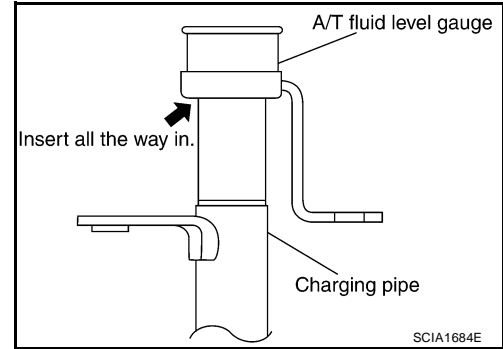 A/T fluid level gauge
Insert all the way in.
Charging pipe
SCIA1684E